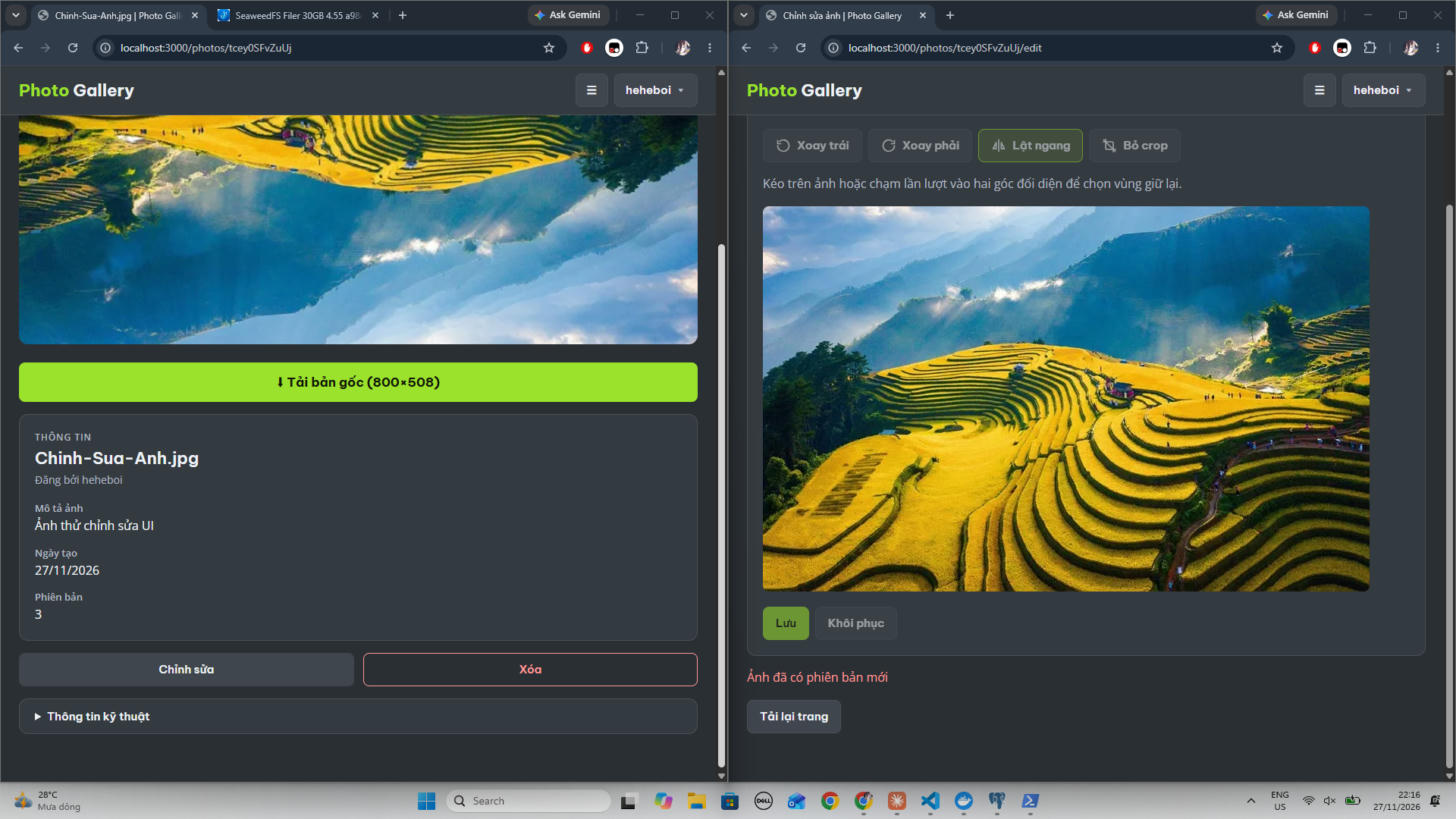 Chinh-Sua-Anh.jpg | Photo Gall
SeaweedFS Filer 30GB 4.55 a98
Ask Gemini
localhost:3000/photos/tcey0SFvZuUj
Photo Gallery
☰
heheboi
⬇ Tải bản gốc (800×508)
THÔNG TIN
Chinh-Sua-Anh.jpg
Đăng bởi heheboi
Mô tả ảnh
Ảnh thử chỉnh sửa UI
Ngày tạo
27/11/2026
Phiên bản
3
Chỉnh sửa
Xóa
Thông tin kỹ thuật
Chỉnh sửa ảnh | Photo Gallery
Ask Gemini
localhost:3000/photos/tcey0SFvZuUj/edit
Photo Gallery
☰
heheboi
Xoay trái
Xoay phải
Lật ngang
Bỏ crop
Kéo trên ảnh hoặc chạm lần lượt vào hai góc đối diện để chọn vùng giữ lại.
Lưu
Khôi phục
Ảnh đã có phiên bản mới
Tải lại trang
28°C
Mưa dông
Search
DELL
ENG
US
22:16
27/11/2026